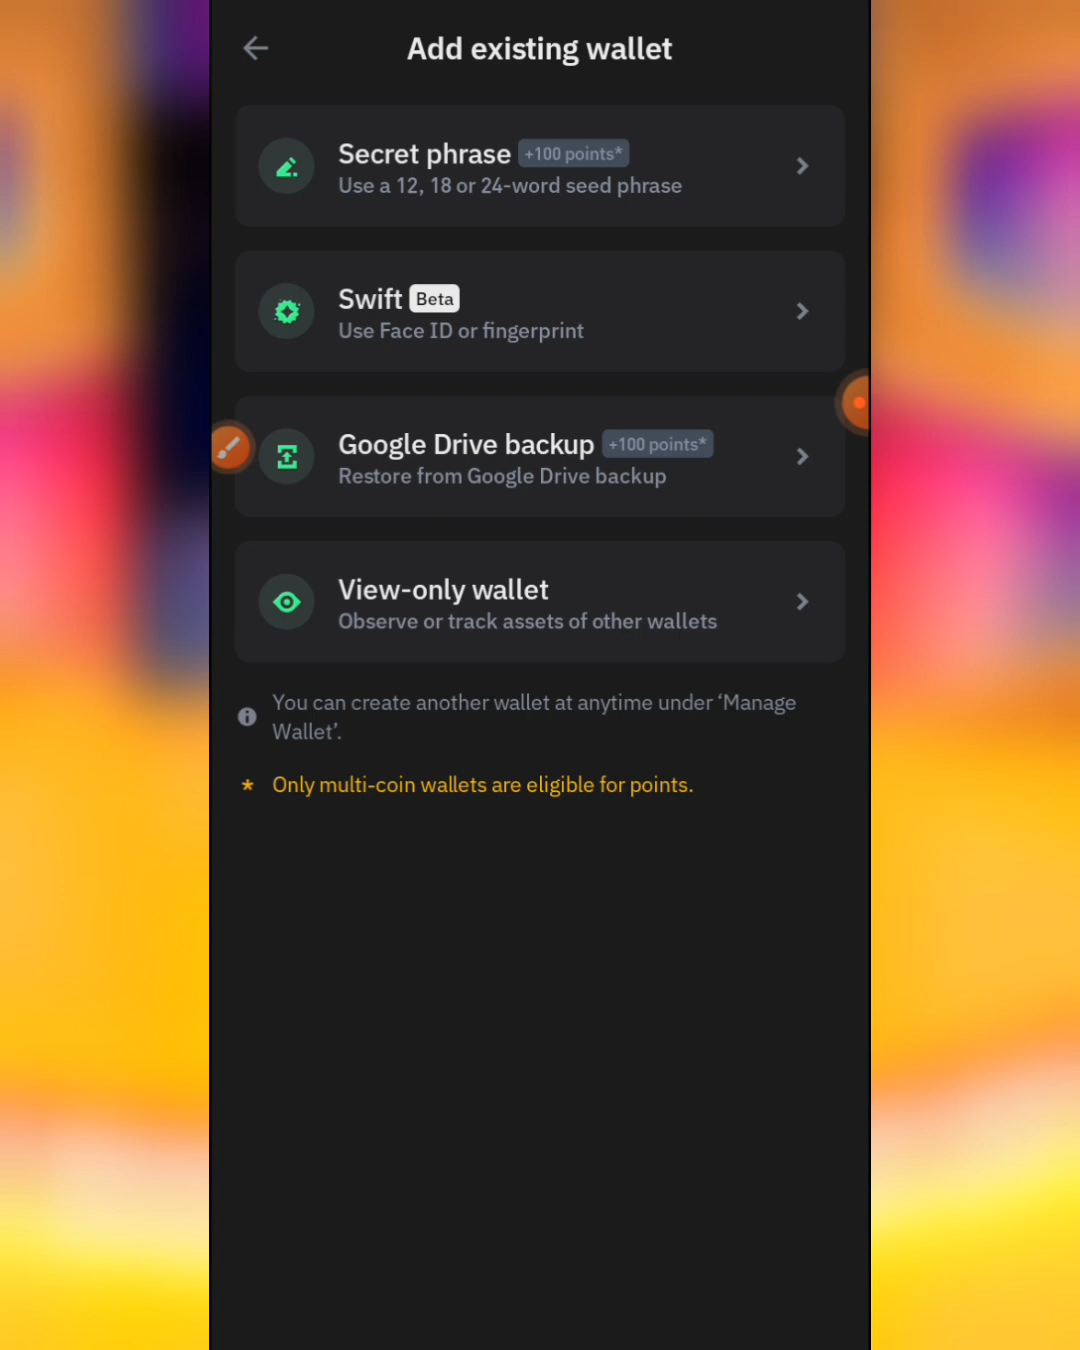 Add existing wallet
Secret phrase +100 points*
Use a 12, 18 or 24-word seed phrase
Swift Beta
Use Face ID or fingerprint
Google Drive backup +100 points*
Restore from Google Drive backup
View-only wallet
Observe or track assets of other wallets
You can create another wallet at anytime under ‘Manage
Wallet’.
* Only multi-coin wallets are eligible for points.